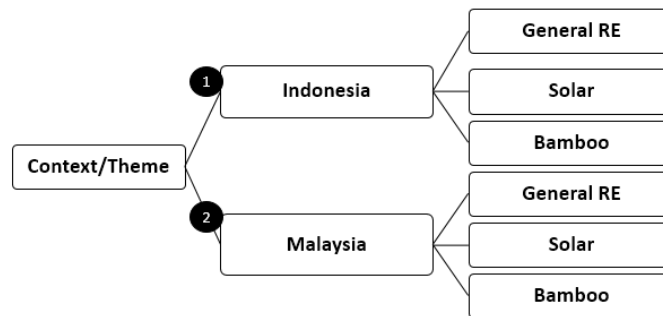 Context/Theme
1
Indonesia
General RE
Solar
Bamboo
2
Malaysia
General RE
Solar
Bamboo